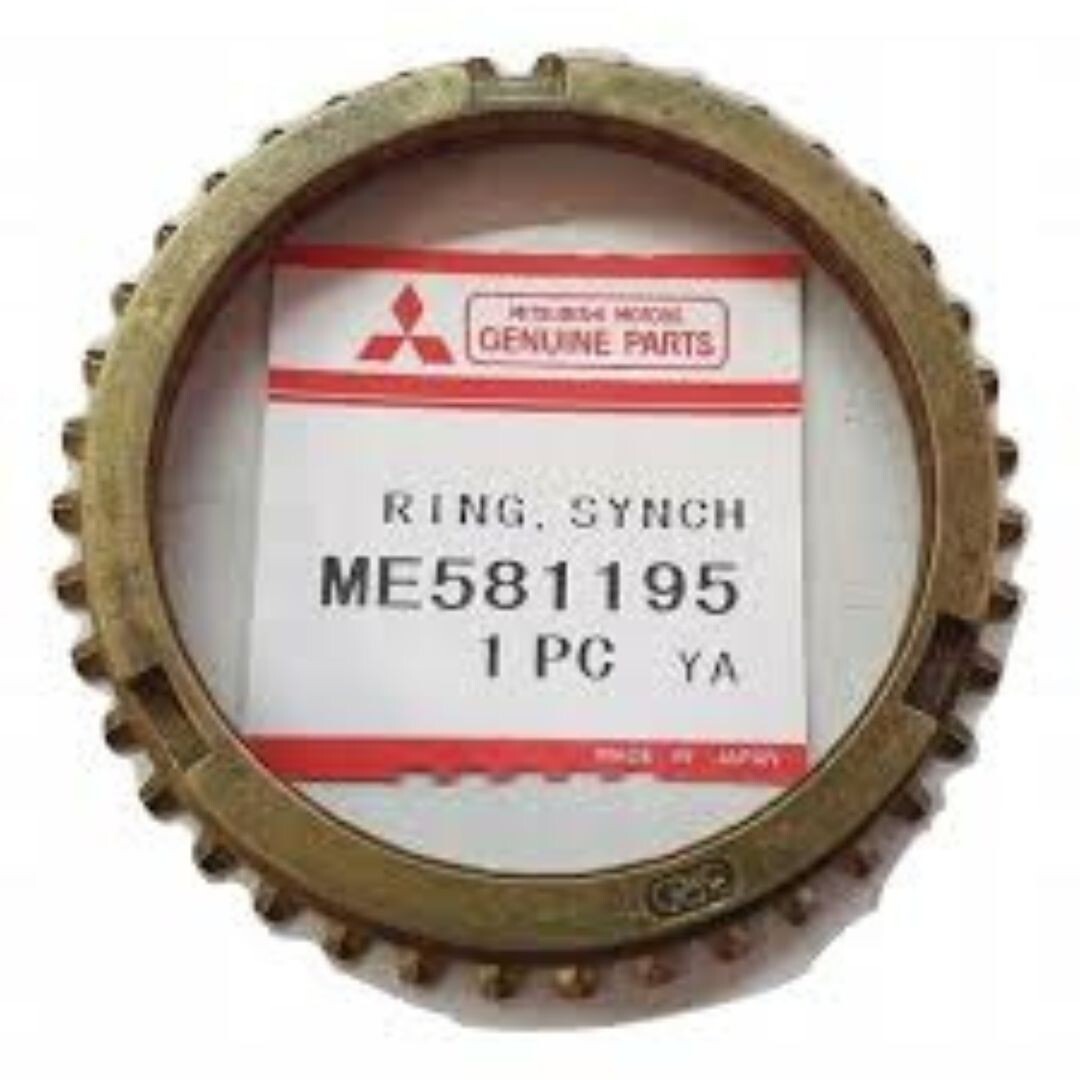 MITSUBISHI MOTORS
GENUINE PARTS
RING, SYNCH
ME581195
1 PC YA
MADE IN JAPAN